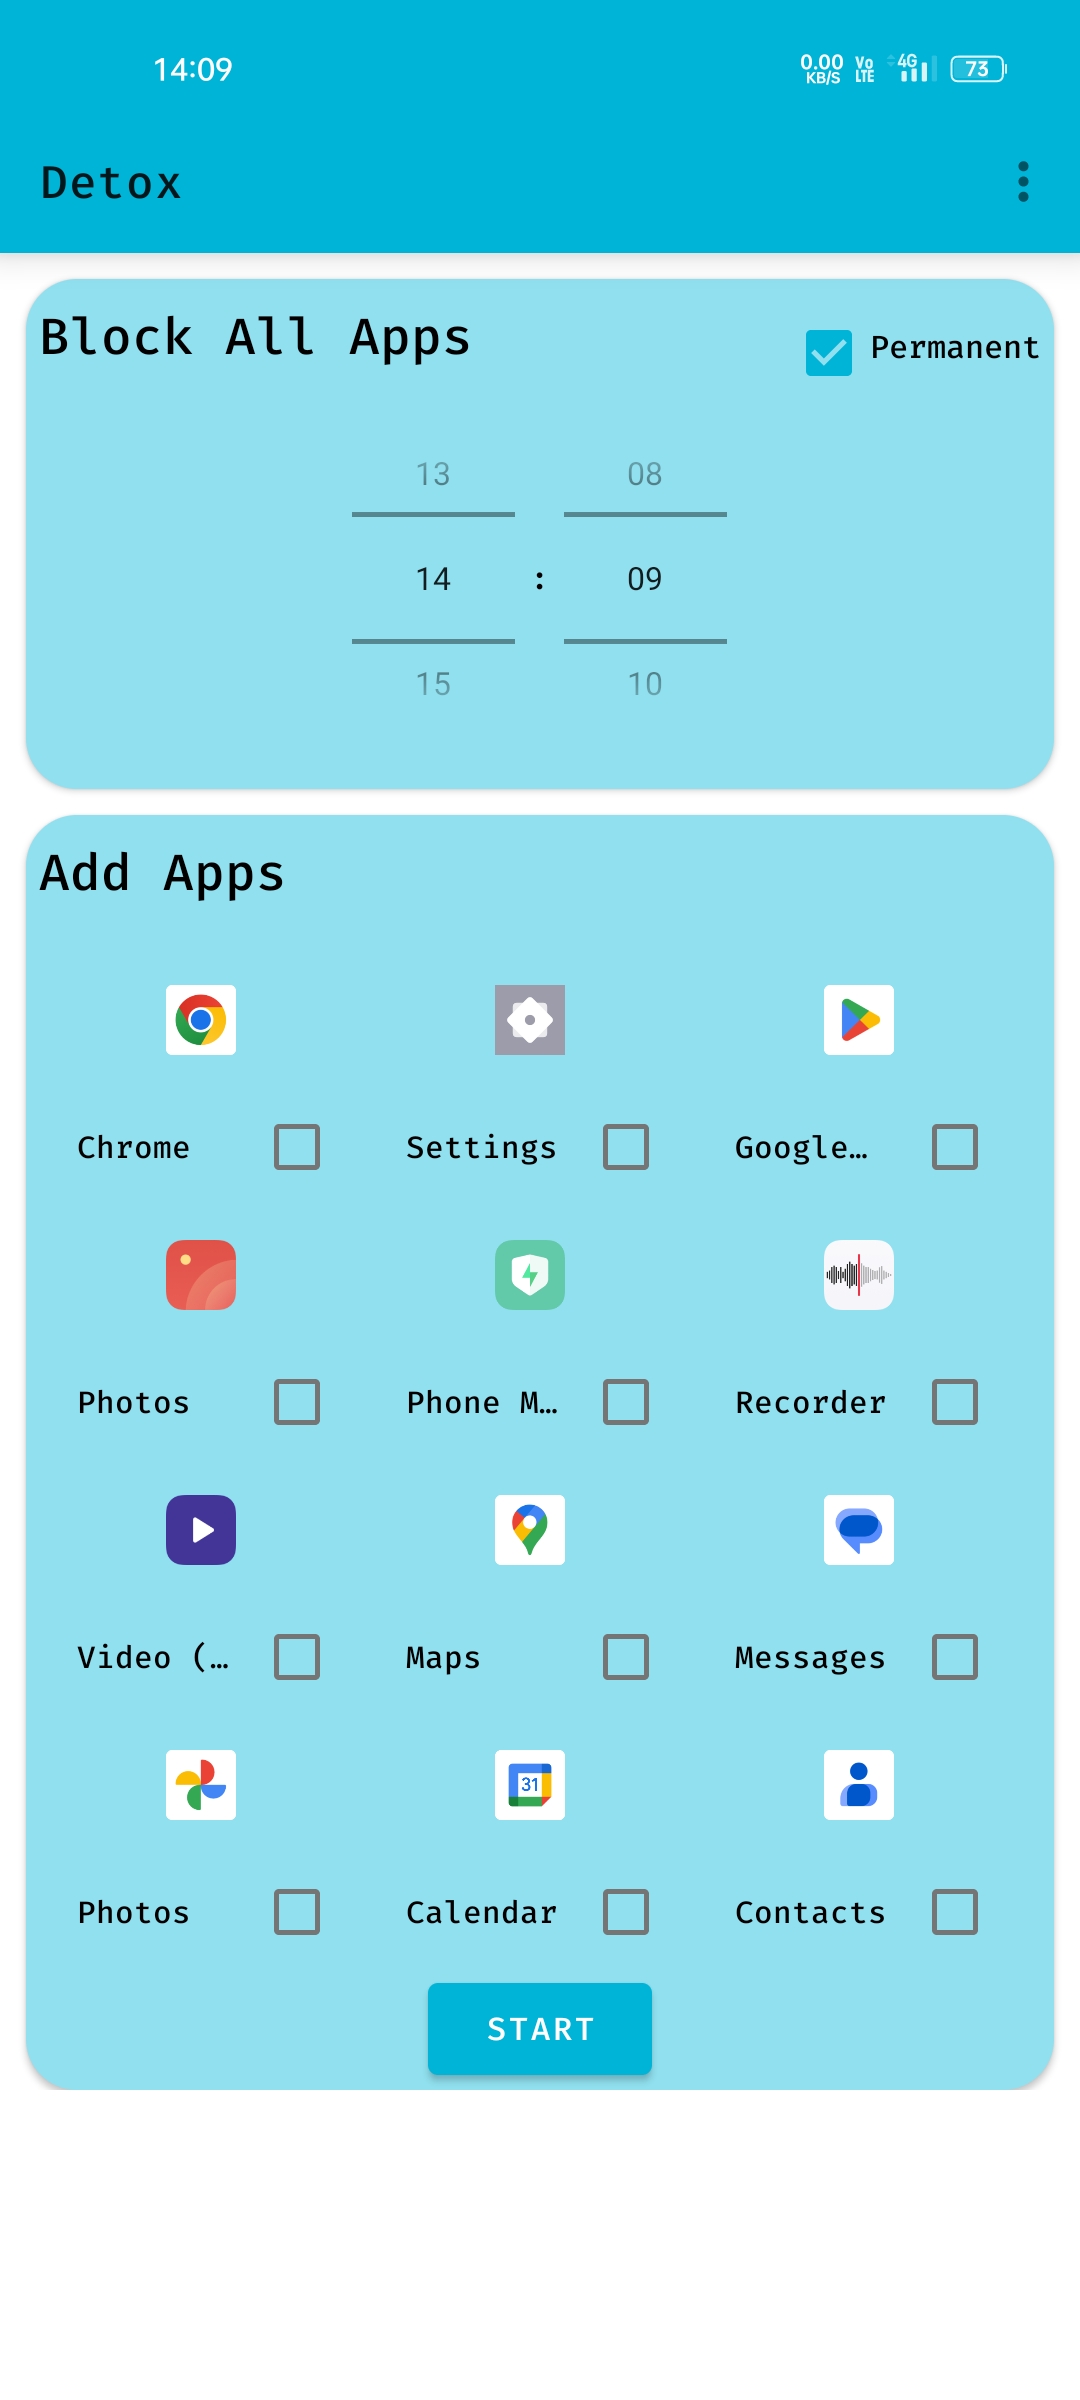 14:09
0.00 KB/S Vo LTE 4G 73
Detox
Block All Apps
Permanent
13 08
14 : 09
15 10
Add Apps
Chrome Settings Google…
Photos Phone M… Recorder
Video (… Maps Messages
31
Photos Calendar Contacts
START